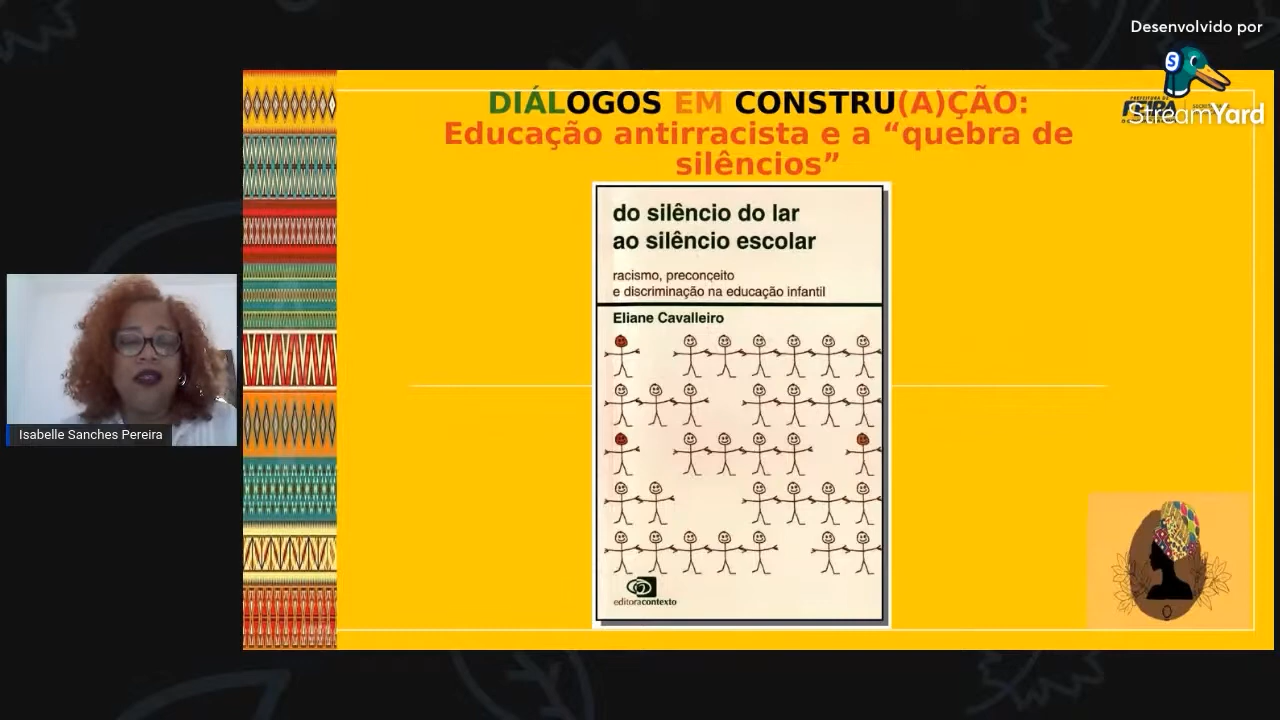 Desenvolvido por
StreamYard
DIÁLOGOS EM CONSTRU(A)ÇÃO:
Educação antirracista e a “quebra de
silêncios”
do silêncio do lar
ao silêncio escolar
racismo, preconceito
e discriminação na educação infantil
Eliane Cavalleiro
editoracontexto
Isabelle Sanches Pereira